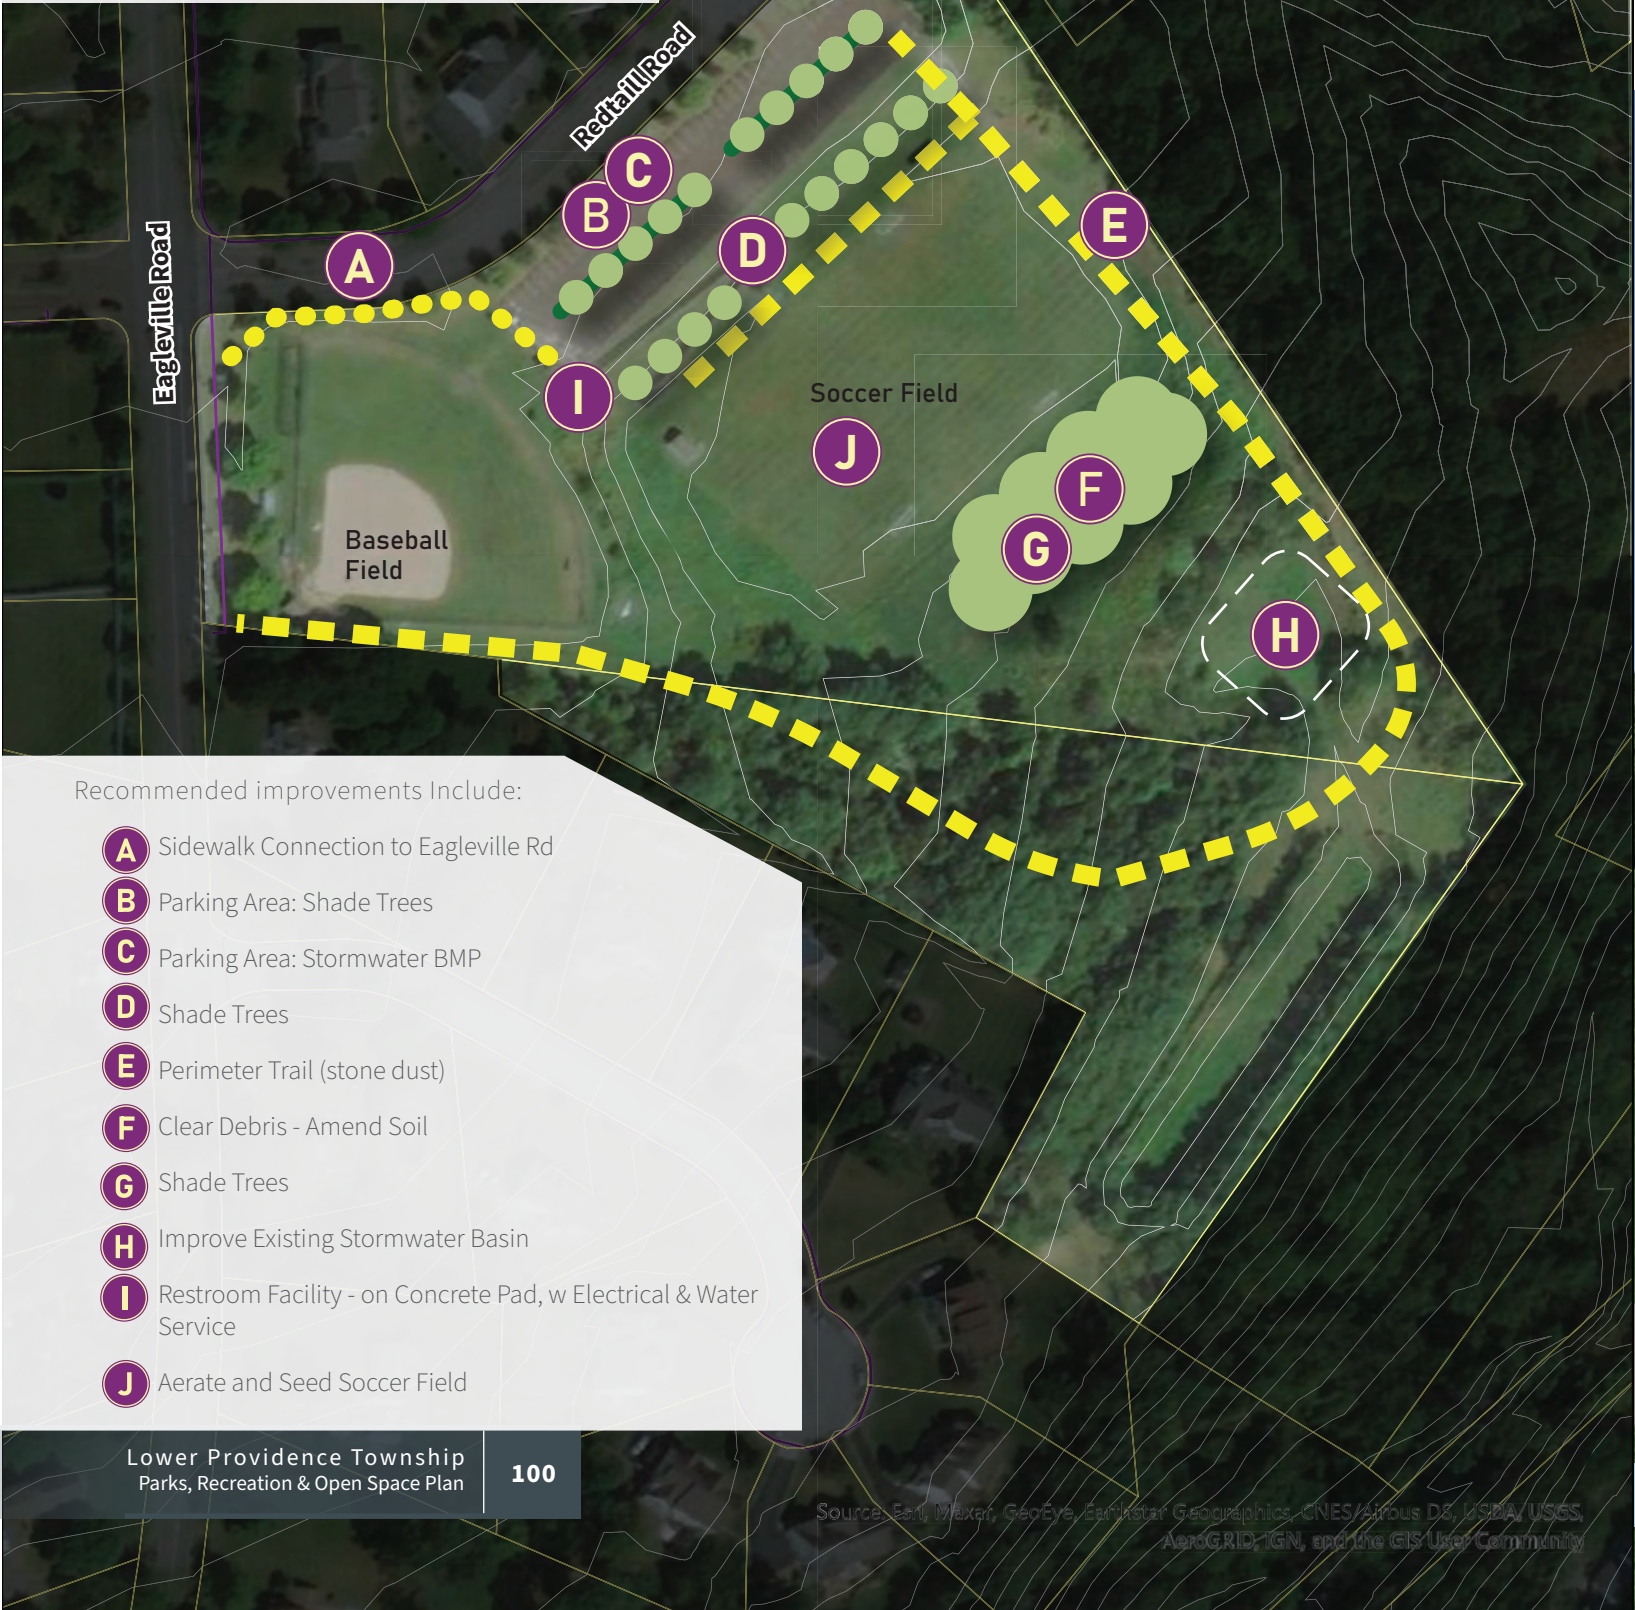 Redtaill Road
C
B
E
D
A
Eagleville Road
I
Soccer Field
J
F
G
Baseball
Field
H
Recommended improvements Include:
A Sidewalk Connection to Eagleville Rd
B Parking Area: Shade Trees
C Parking Area: Stormwater BMP
D Shade Trees
E Perimeter Trail (stone dust)
F Clear Debris - Amend Soil
G Shade Trees
H Improve Existing Stormwater Basin
I Restroom Facility - on Concrete Pad, w Electrical & Water
Service
J Aerate and Seed Soccer Field
Lower Providence Township
Parks, Recreation & Open Space Plan
100
Source: Esri, Maxar, GeoEye, Earthstar Geographics, CNES/Airbus DS, USDA, USGS,
AeroGRID, IGN, and the GIS User Community